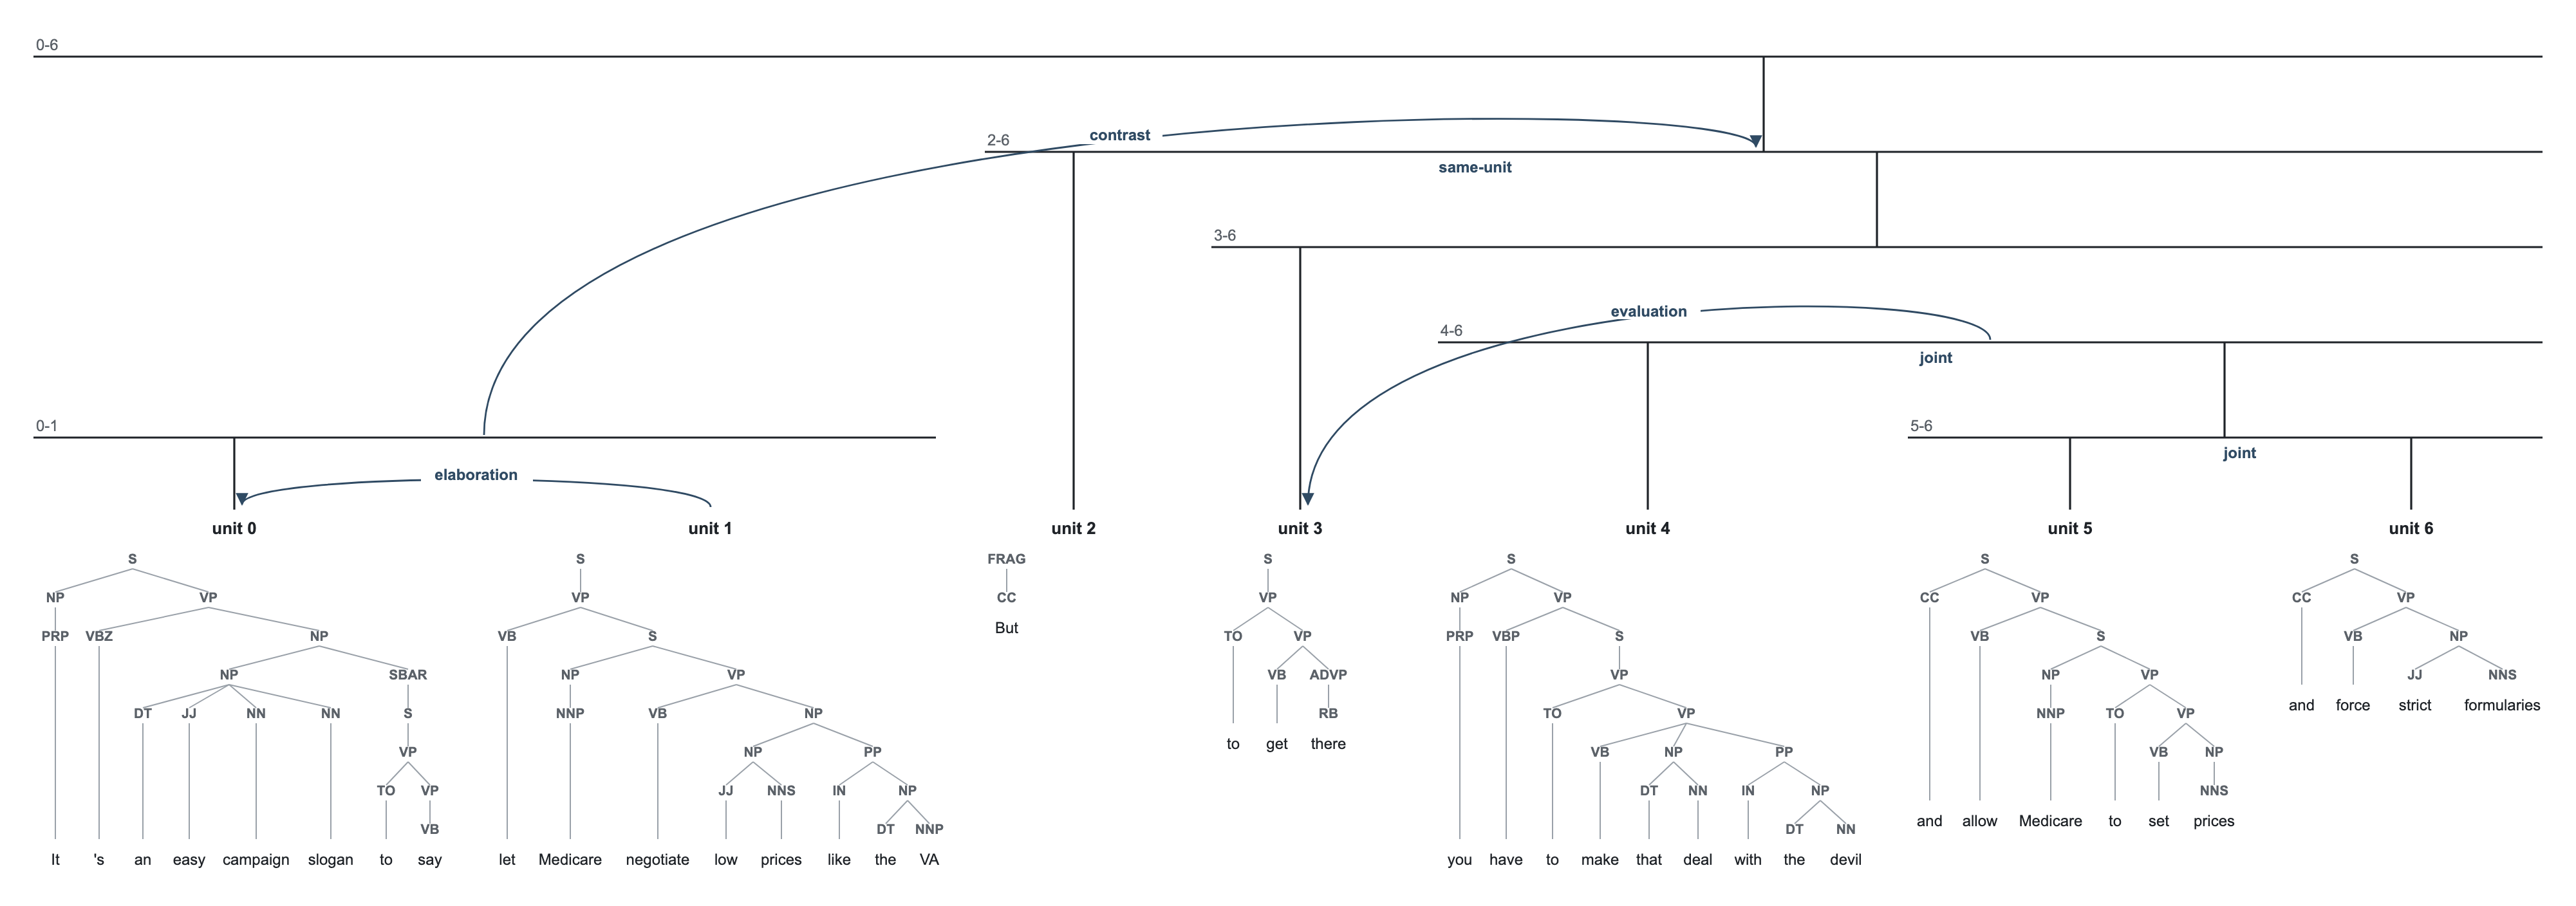 0-6
contrast
2-6
same-unit
3-6
evaluation
4-6
joint
0-1
5-6
joint
elaboration
unit 0 unit 1 unit 2 unit 3 unit 4 unit 5 unit 6
S S FRAG S S S S
NP VP VP CC VP NP VP CC VP CC VP
PRP VBZ NP VB S But TO VP PRP VBP S VB S VB NP
NP SBAR NP VP VB ADVP VP NP VP JJ NNS
DT JJ NN NN S NNP VB NP RB TO VP NNP TO VP and force strict formularies
to get there
VP NP PP VB NP PP VB NP
TO VP JJ NNS IN NP DT NN IN NP NNS
and allow Medicare to set prices
VB DT NNP DT NN
It 's an easy campaign slogan to say let Medicare negotiate low prices like the VA you have to make that deal with the devil